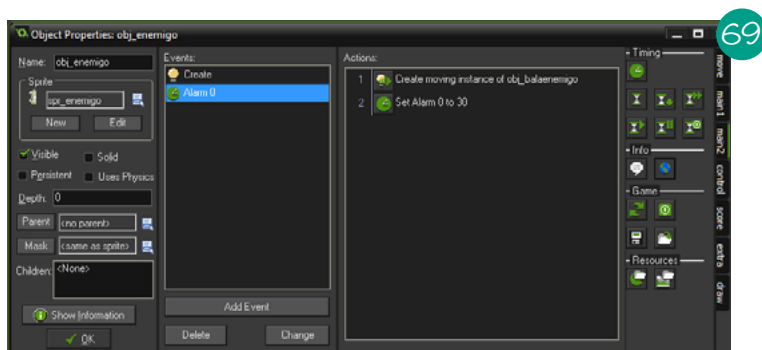 69
Object Properties: obj_enemigo
Name: obj_enemigo
Sprite
spr_enemigo
New Edit
Visible Solid
Persistent Uses Physics
Depth: 0
Parent <no parent>
Mask <same as sprite>
Children: <None>
Show Information
OK
Events:
Create
Alarm 0
Add Event
Delete Change
Actions:
1 Create moving instance of obj_balaenemigo
2 Set Alarm 0 to 30
Timing
Info
Game
Resources
move
main1
main2
control
score
extra
draw